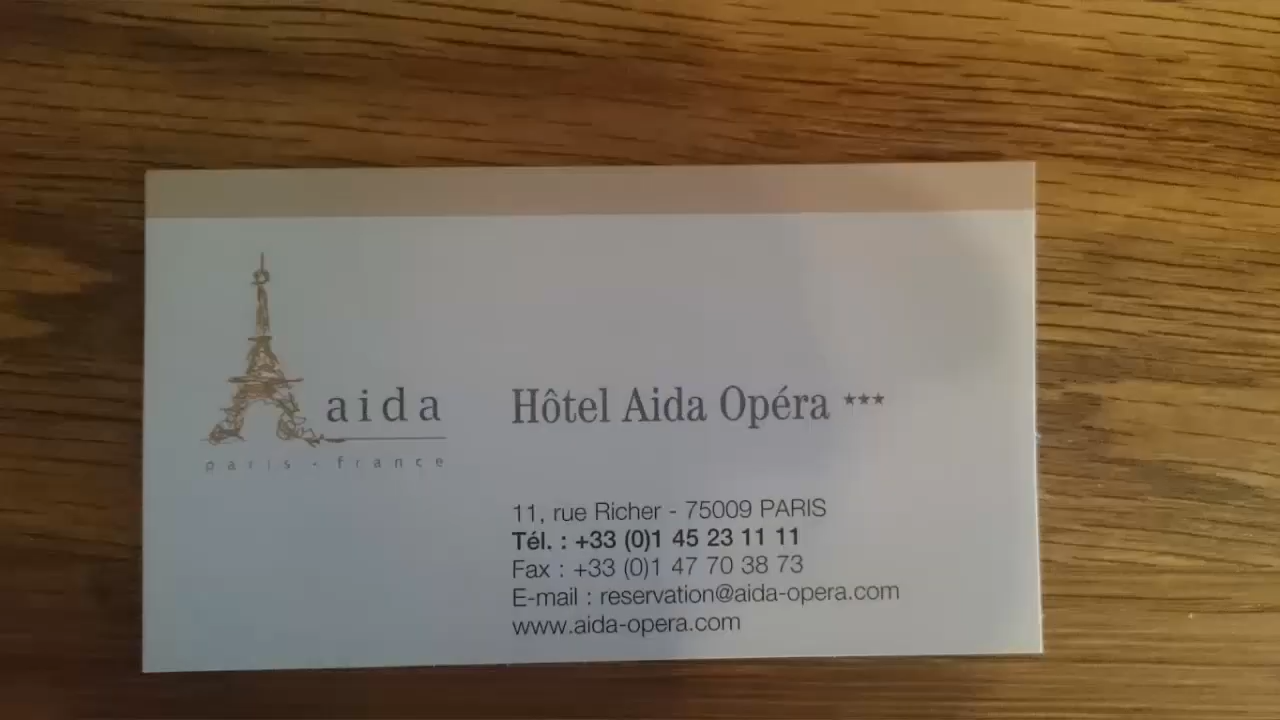 aida
paris - france
Hôtel Aida Opéra ***
11, rue Richer - 75009 PARIS
Tél. : +33 (0)1 45 23 11 11
Fax : +33 (0)1 47 70 38 73
E-mail : reservation@aida-opera.com
www.aida-opera.com